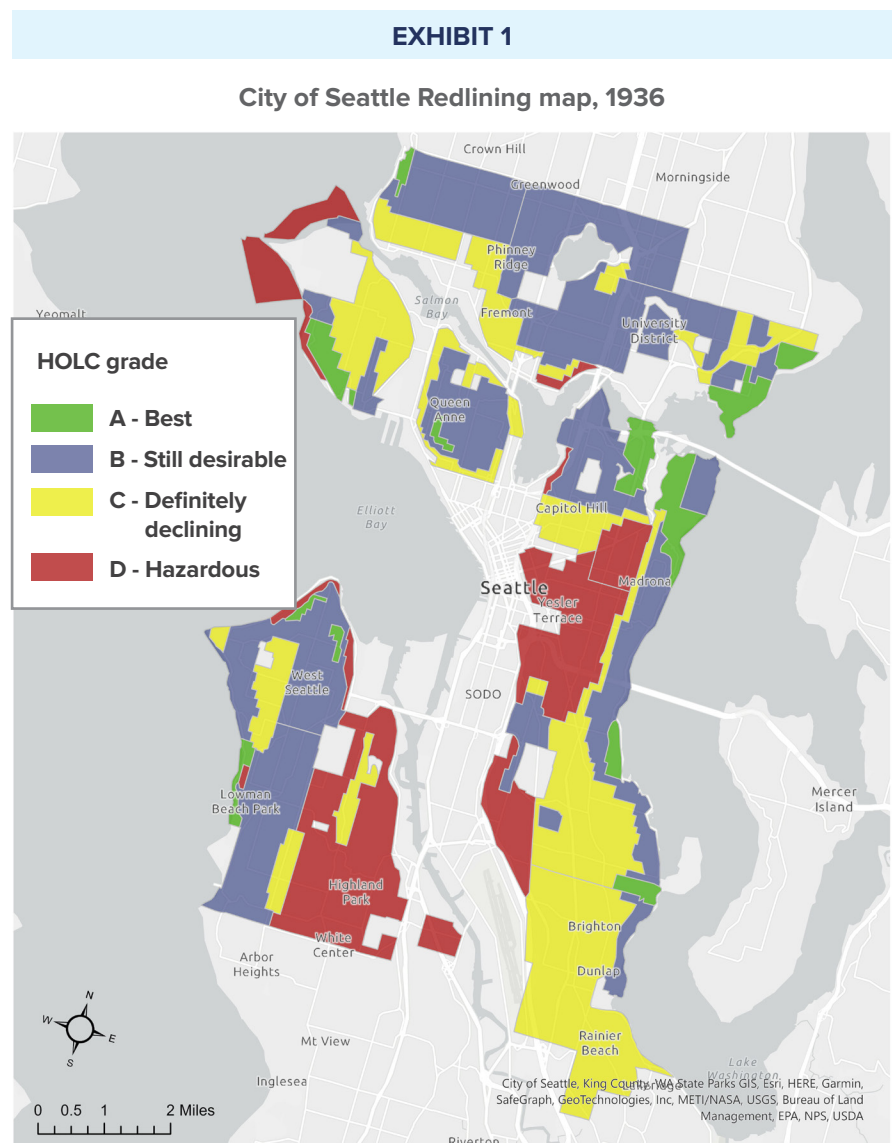 EXHIBIT 1
City of Seattle Redlining map, 1936
Crown Hill
Greenwood
Morningside
Phinney
Ridge
Salmon
Bay
Fremont
Yeomalt
University
District
HOLC grade
A - Best
B - Still desirable
C - Definitely
declining
D - Hazardous
Queen
Anne
Elliott
Bay
Capitol Hill
Seattle
Madrona
Yesler
Terrace
West
Seattle
SODO
Lowman
Beach Park
Mercer
Island
Highland
Park
White
Center
Arbor
Heights
Brighton
Dunlap
N
W
E
S
Mt View
Rainier
Beach
Lake
Washington
Inglesea
City of Seattle, King County, WA State Parks GIS, Esri, HERE, Garmin,
SafeGraph, GeoTechnologies, Inc, METI/NASA, USGS, Bureau of Land
Management, EPA, NPS, USDA
0 0.5 1 2 Miles
Riverton